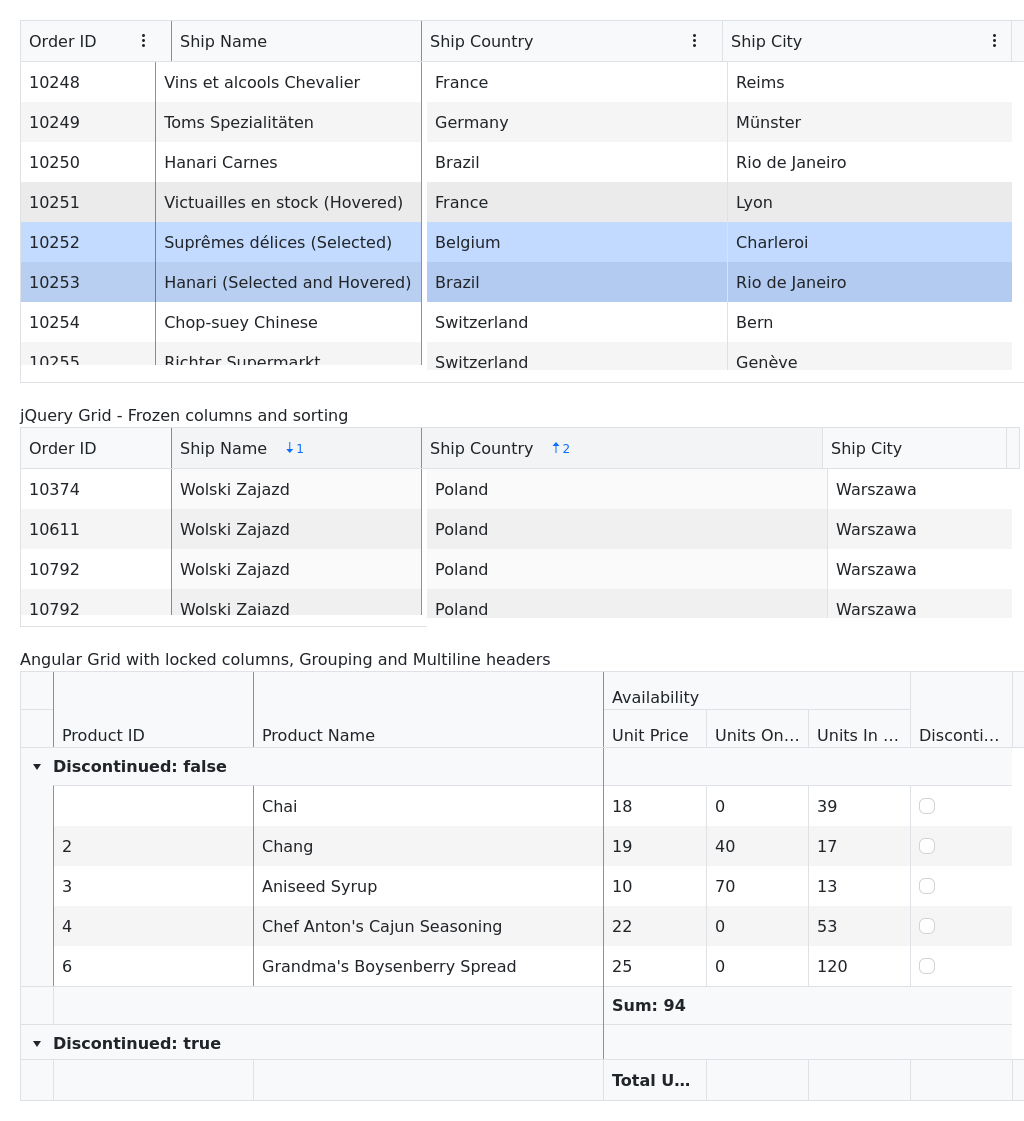 Order ID Ship Name Ship Country Ship City
10248 Vins et alcools Chevalier France Reims
10249 Toms Spezialitäten Germany Münster
10250 Hanari Carnes Brazil Rio de Janeiro
10251 Victuailles en stock (Hovered) France Lyon
10252 Suprêmes délices (Selected) Belgium Charleroi
10253 Hanari (Selected and Hovered) Brazil Rio de Janeiro
10254 Chop-suey Chinese Switzerland Bern
10255 Richter Supermarkt Switzerland Genève
jQuery Grid - Frozen columns and sorting
Order ID Ship Name 1 Ship Country 2 Ship City
10374 Wolski Zajazd Poland Warszawa
10611 Wolski Zajazd Poland Warszawa
10792 Wolski Zajazd Poland Warszawa
10792 Wolski Zajazd Poland Warszawa
Angular Grid with locked columns, Grouping and Multiline headers
Availability
Product ID Product Name Unit Price Units On... Units In ... Disconti...
Discontinued: false
Chai 18 0 39
2 Chang 19 40 17
3 Aniseed Syrup 10 70 13
4 Chef Anton's Cajun Seasoning 22 0 53
6 Grandma's Boysenberry Spread 25 0 120
Sum: 94
Discontinued: true
Total U...